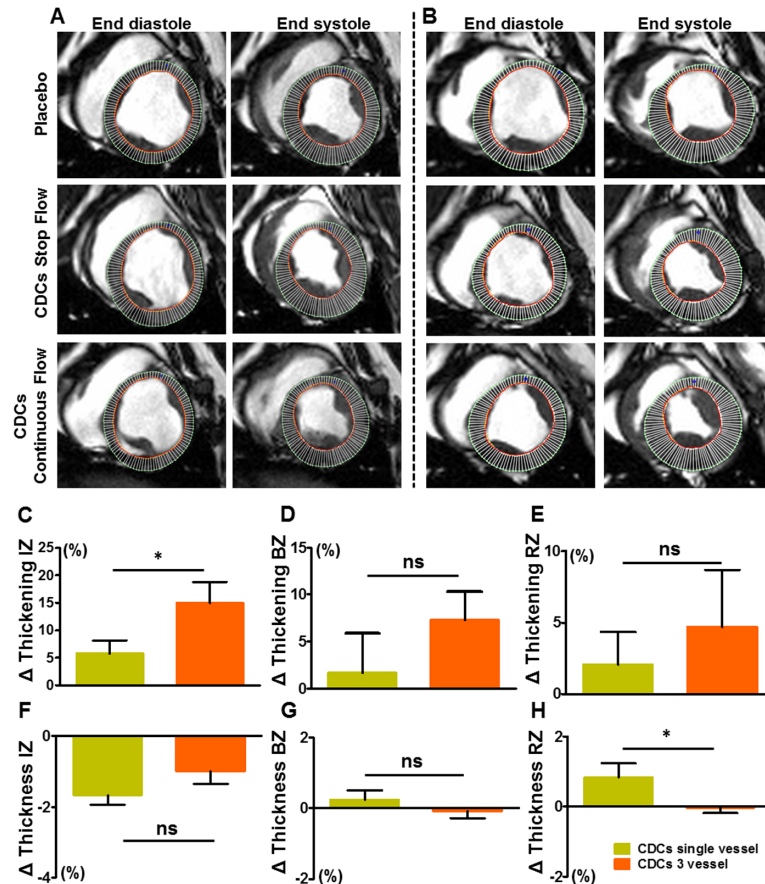 A
End diastole
End systole
B
End diastole
End systole
Placebo
CDCs Stop Flow
CDCs
Continuous Flow
C
Δ Thickening IZ
(%)
25
20
15
10
5
0
*
D
Δ Thickening BZ
(%)
15
10
5
0
ns
E
Δ Thickening RZ
(%)
10
5
0
ns
F
Δ Thickness IZ
0
-2
-4
(%)
ns
G
Δ Thickness BZ
2
0
-2
(%)
ns
H
Δ Thickness RZ
2
0
-2
(%)
*
CDCs single vessel
CDCs 3 vessel